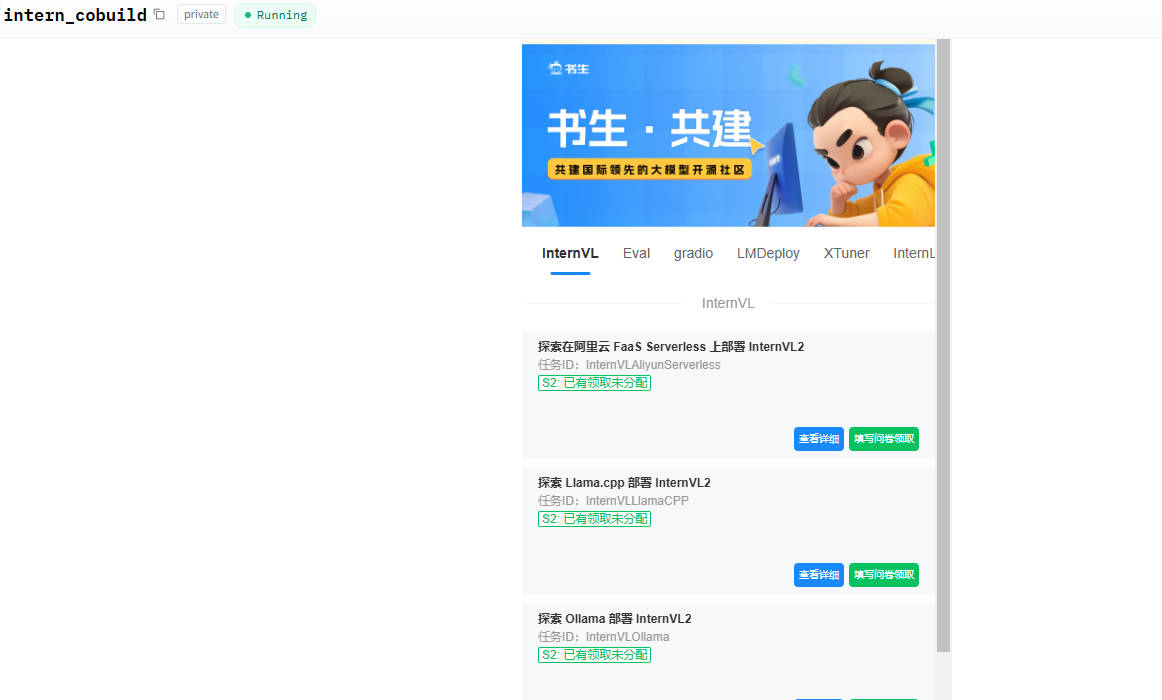 intern_cobuild private Running
书生
书生·共建
共建国际领先的大模型开源社区
InternVL Eval gradio LMDeploy XTuner InternL
InternVL
探索在阿里云 FaaS Serverless 上部署 InternVL2
任务ID：InternVLAliyunServerless
S2: 已有领取未分配
查看详细 填写问卷领取
探索 Llama.cpp 部署 InternVL2
任务ID：InternVLLlamaCPP
S2: 已有领取未分配
查看详细 填写问卷领取
探索 Ollama 部署 InternVL2
任务ID：InternVLOllama
S2: 已有领取未分配